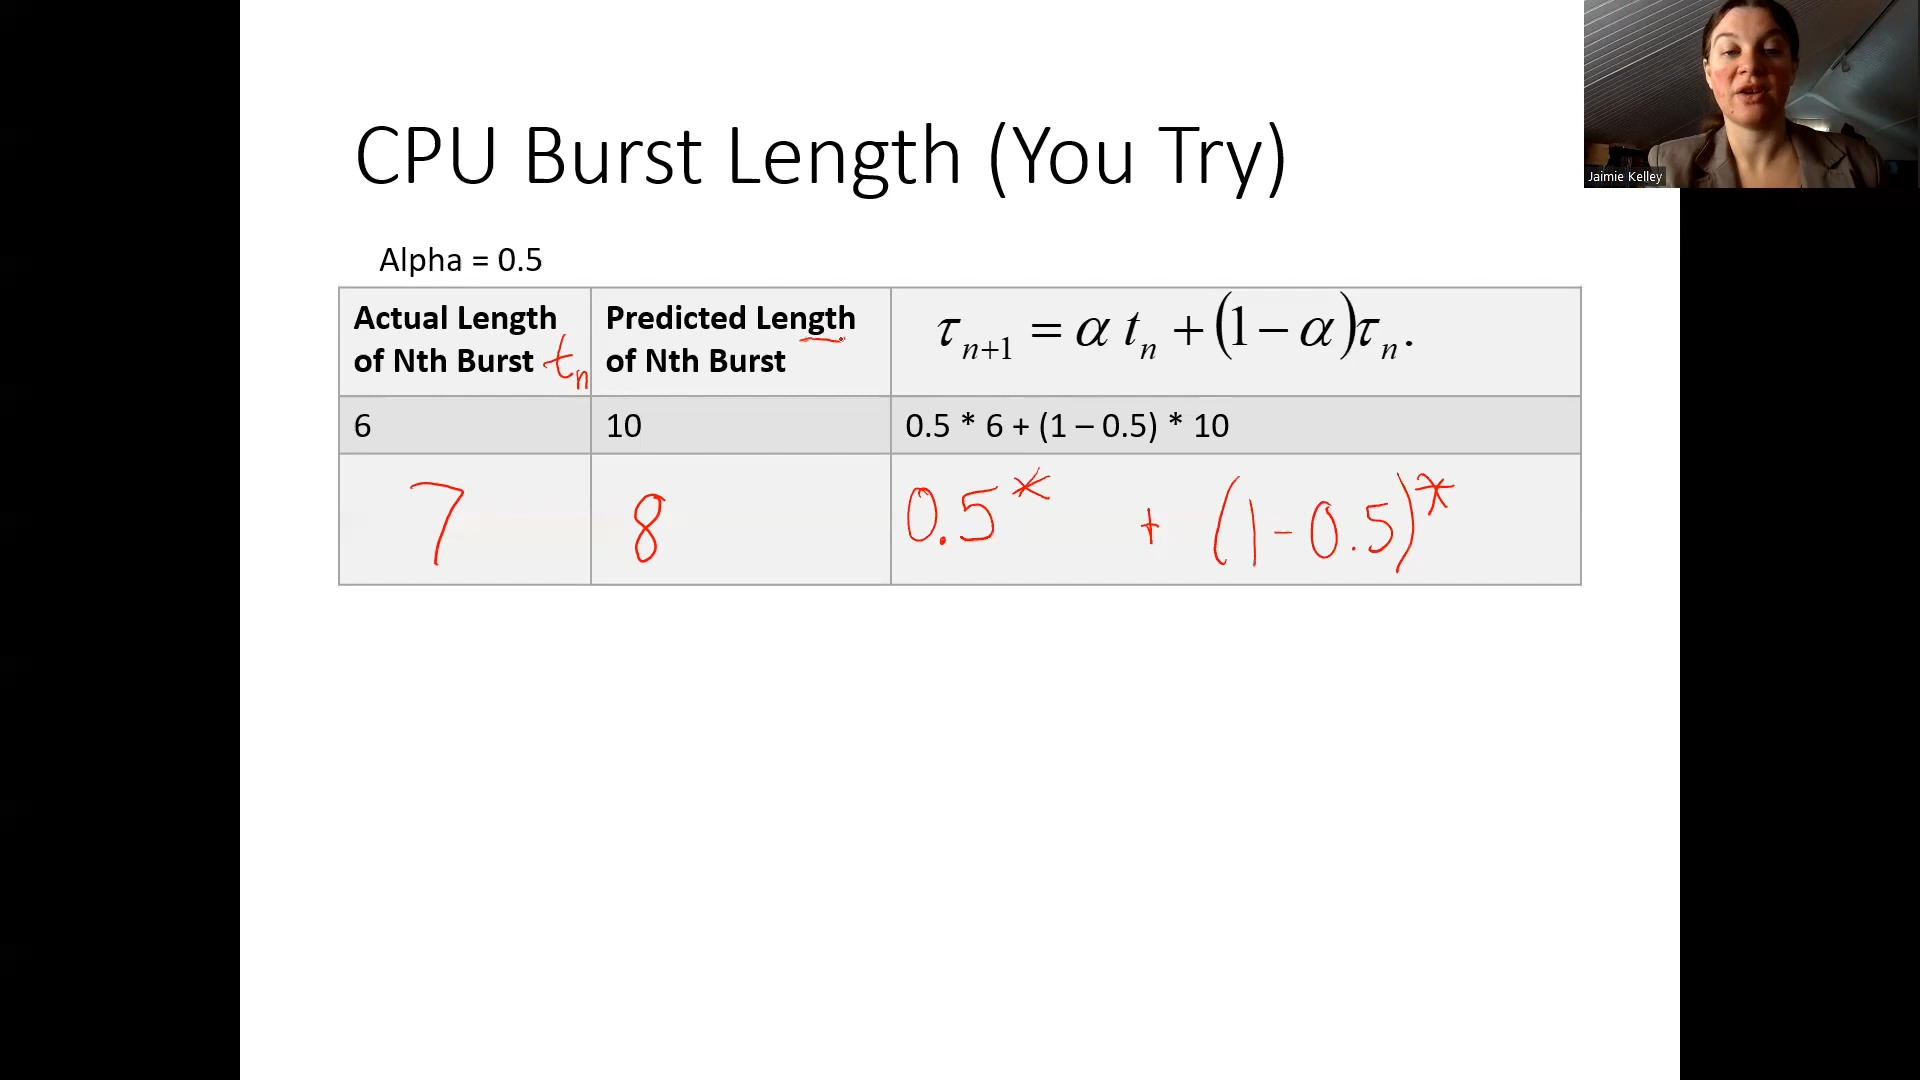 CPU Burst Length (You Try)
Jaimie Kelley
Alpha = 0.5
Actual Length of Nth Burst tn
Predicted Length of Nth Burst
τn+1 = α tn + (1 − α)τn.
6
10
0.5 * 6 + (1 – 0.5) * 10
7
8
0.5* + (1-0.5)*